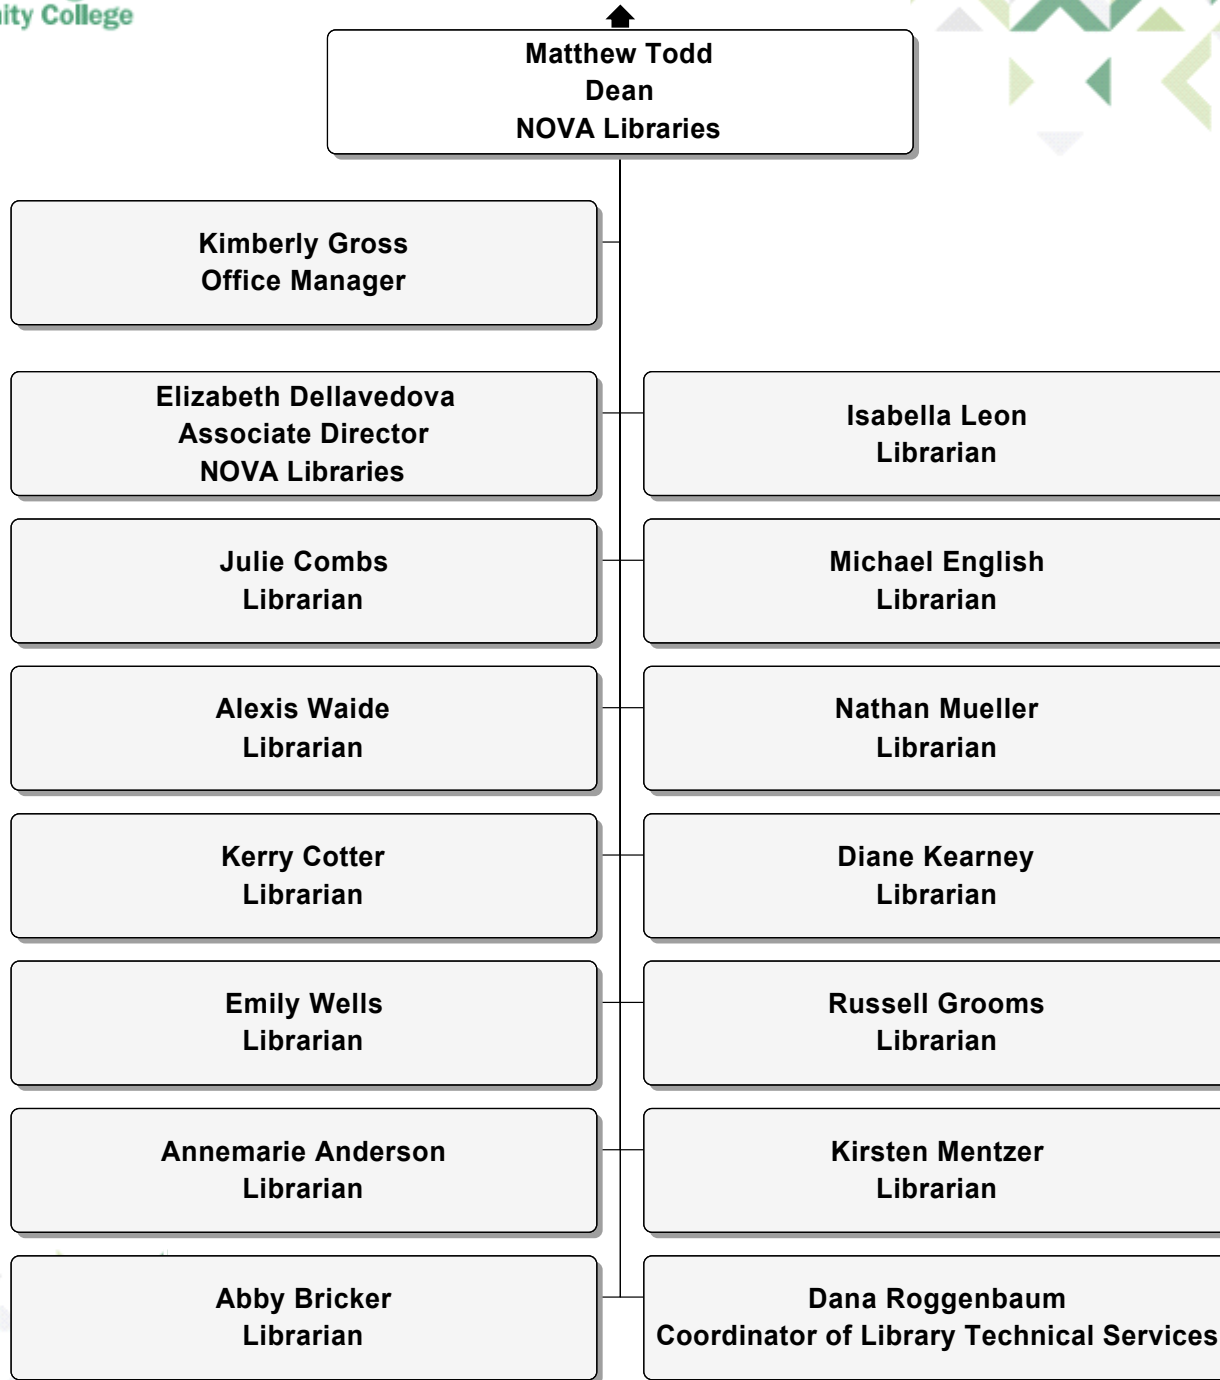 College
Matthew Todd
Dean
NOVA Libraries
Kimberly Gross
Office Manager
Elizabeth Dellavedova
Associate Director
NOVA Libraries
Isabella Leon
Librarian
Julie Combs
Librarian
Michael English
Librarian
Alexis Waide
Librarian
Nathan Mueller
Librarian
Kerry Cotter
Librarian
Diane Kearney
Librarian
Emily Wells
Librarian
Russell Grooms
Librarian
Annemarie Anderson
Librarian
Kirsten Mentzer
Librarian
Abby Bricker
Librarian
Dana Roggenbaum
Coordinator of Library Technical Services